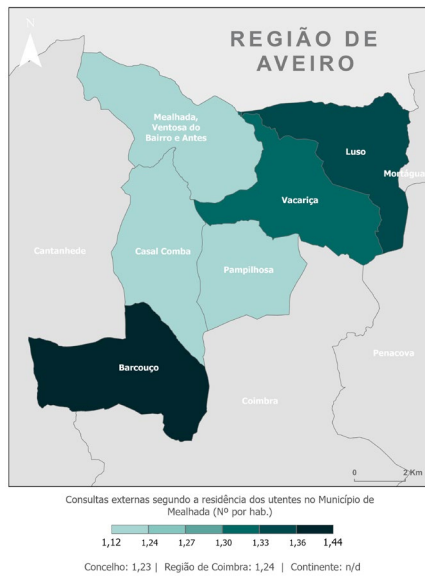 N
REGIÃO DE
AVEIRO
Mealhada,
Ventosa do
Bairro e Antes
Luso
Mortágua
Vacariça
Cantanhede
Casal Comba
Pampilhosa
Penacova
Barcouço
Coimbra
0 2 Km
Consultas externas segundo a residência dos utentes no Município de
Mealhada (Nº por hab.)
1,12 1,24 1,27 1,30 1,33 1,36 1,44
Concelho: 1,23 | Região de Coimbra: 1,24 | Continente: n/d